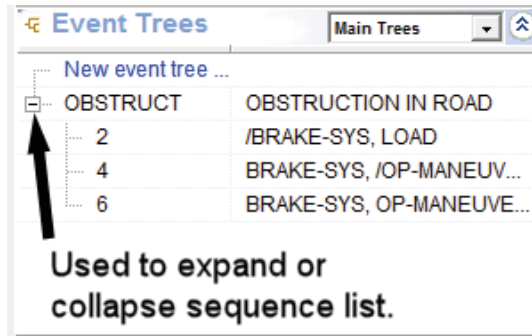 Event Trees Main Trees
New event tree ...
OBSTRUCT OBSTRUCTION IN ROAD
2 /BRAKE-SYS, LOAD
4 BRAKE-SYS, /OP-MANEUV...
6 BRAKE-SYS, OP-MANEUVE...
Used to expand or
collapse sequence list.